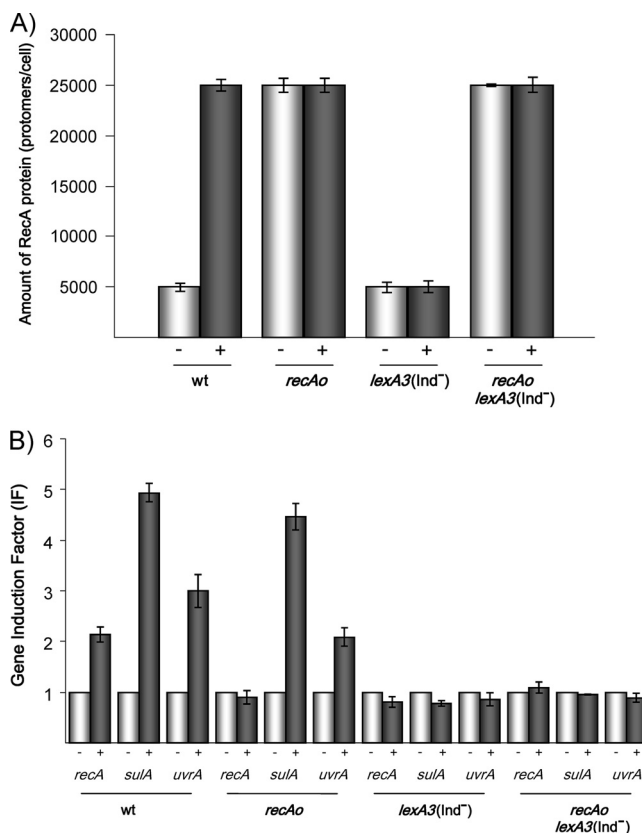 A)
Amount of RecA protein (protomers/cell)
30000
25000
20000
15000
10000
5000
- + - + - + - +
wt recAo lexA3(Ind⁻) recAo
lexA3(Ind⁻)
B)
Gene Induction Factor (IF)
6
5
4
3
2
1
- + - + - + - + - + - + - + - + - + - + - + - +
recA sulA uvrA recA sulA uvrA recA sulA uvrA recA sulA uvrA
wt recAo lexA3(Ind⁻) recAo
lexA3(Ind⁻)